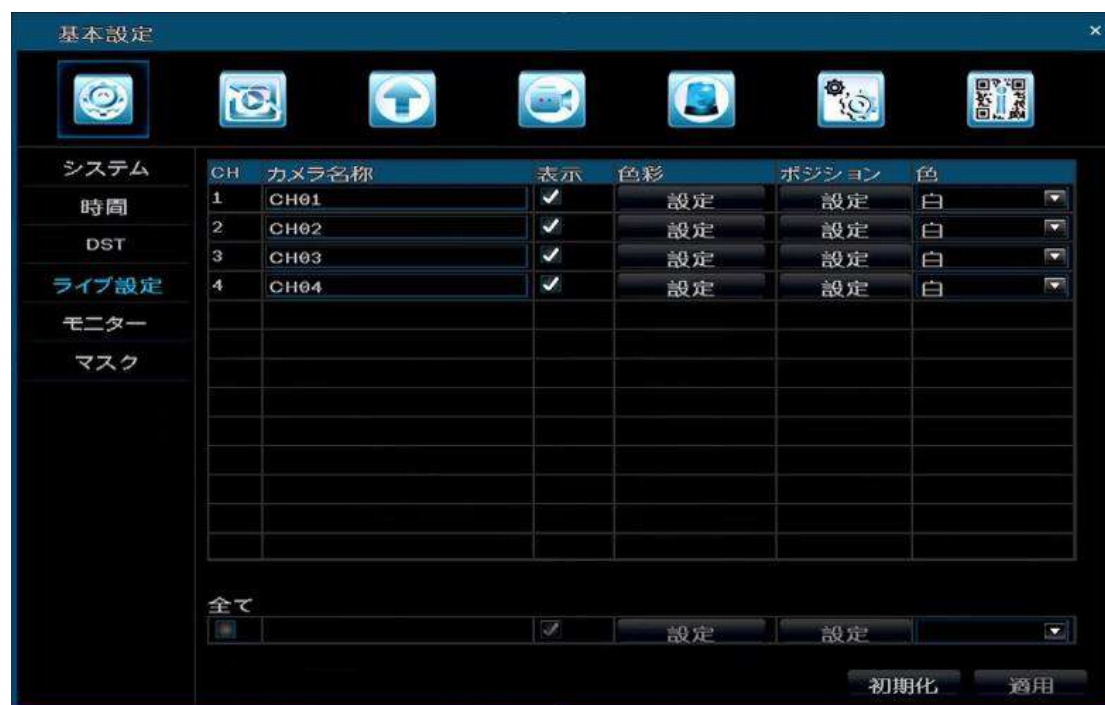 基本設定 ×
システム
時間
DST
ライブ設定
モニター
マスク
CH カメラ名称 表示 色彩 ポジション 色
1 CH01 設定 設定 白
2 CH02 設定 設定 白
3 CH03 設定 設定 白
4 CH04 設定 設定 白
全て
設定 設定
初期化 適用